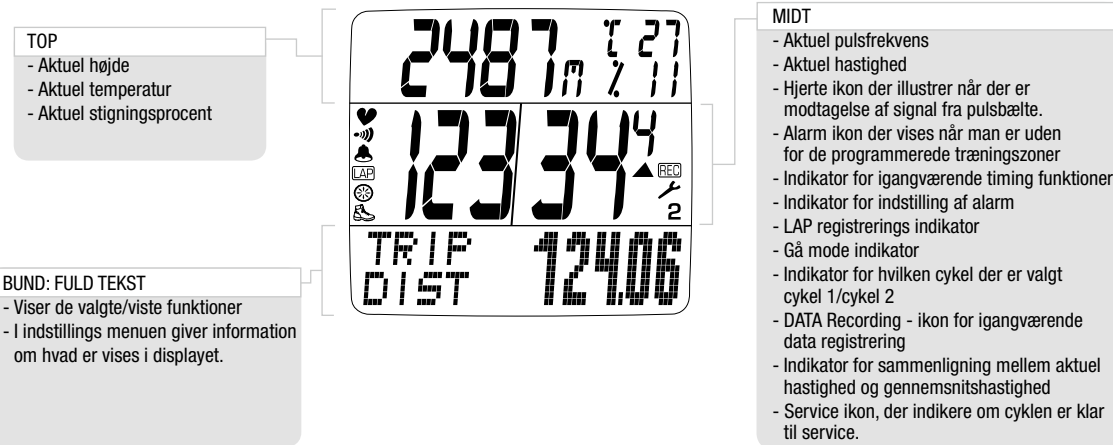 TOP
- Aktuel højde
- Aktuel temperatur
- Aktuel stigningsprocent
2487m ℃ 27
% 11
123 34 4
LAP
REC
2
TRIP 124.06
DIST
BUND: FULD TEKST
- Viser de valgte/viste funktioner
- I indstillings menuen giver information
om hvad er vises i displayet.
MIDT
- Aktuel pulsfrekvens
- Aktuel hastighed
- Hjerte ikon der illustrer når der er
modtagelse af signal fra pulsbælte.
- Alarm ikon der vises når man er uden
for de programmerede træningszoner
- Indikator for igangværende timing funktioner
- Indikator for indstilling af alarm
- LAP registrerings indikator
- Gå mode indikator
- Indikator for hvilken cykel der er valgt
cykel 1/cykel 2
- DATA Recording - ikon for igangværende
data registrering
- Indikator for sammenligning mellem aktuel
hastighed og gennemsnitshastighed
- Service ikon, der indikere om cyklen er klar
til service.